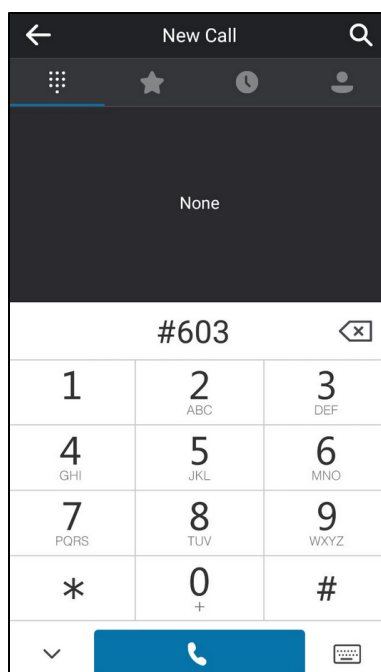 New Call
None
#603
1 2 3
ABC DEF
4 5 6
GHI JKL MNO
7 8 9
PQRS TUV WXYZ
* 0 #
+